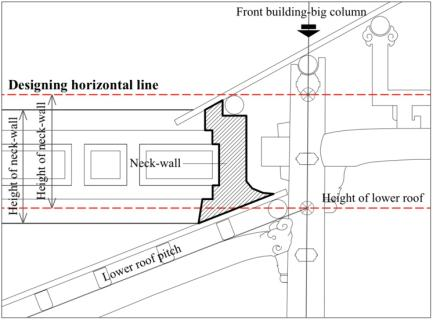 Front building-big column
Designing horizontal line
Height of neck-wall
Height of neck-wall
Neck-wall
Height of lower roof
Lower roof pitch